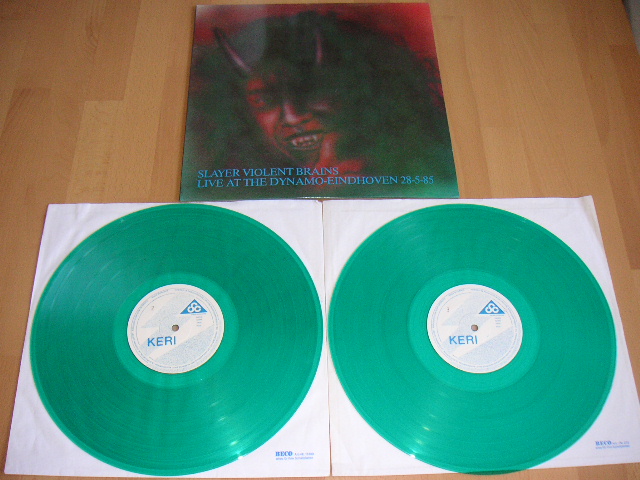 SLAYER VIOLENT BRAINS
LIVE AT THE DYNAMO-EINDHOVEN 28-5-85
KERI
KERI
RECO
RECO